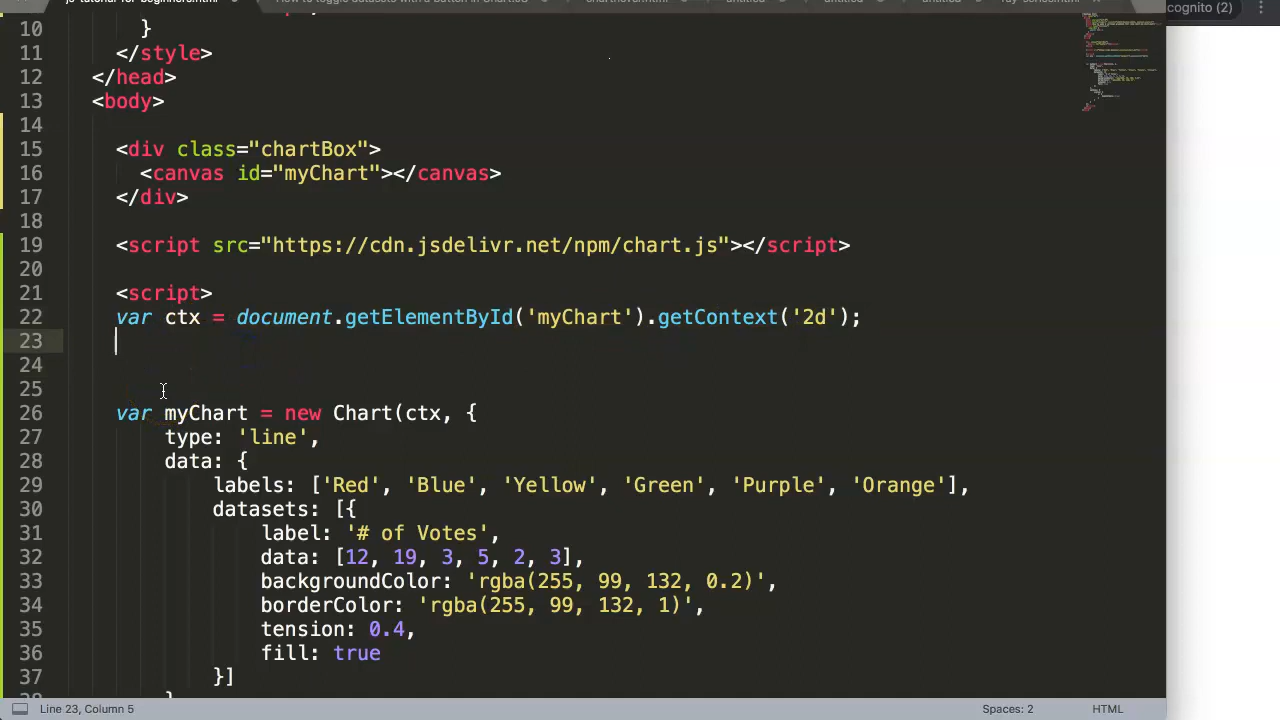 cognito (2)
10 }
11 </style>
12 </head>
13 <body>
14
15 <div class="chartBox">
16 <canvas id="myChart"></canvas>
17 </div>
18
19 <script src="https://cdn.jsdelivr.net/npm/chart.js"></script>
20
21 <script>
22 var ctx = document.getElementById('myChart').getContext('2d');
23
24
25
26 var myChart = new Chart(ctx, {
27 type: 'line',
28 data: {
29 labels: ['Red', 'Blue', 'Yellow', 'Green', 'Purple', 'Orange'],
30 datasets: [{
31 label: '# of Votes',
32 data: [12, 19, 3, 5, 2, 3],
33 backgroundColor: 'rgba(255, 99, 132, 0.2)',
34 borderColor: 'rgba(255, 99, 132, 1)',
35 tension: 0.4,
36 fill: true
37 }]
Line 23, Column 5 Spaces: 2 HTML